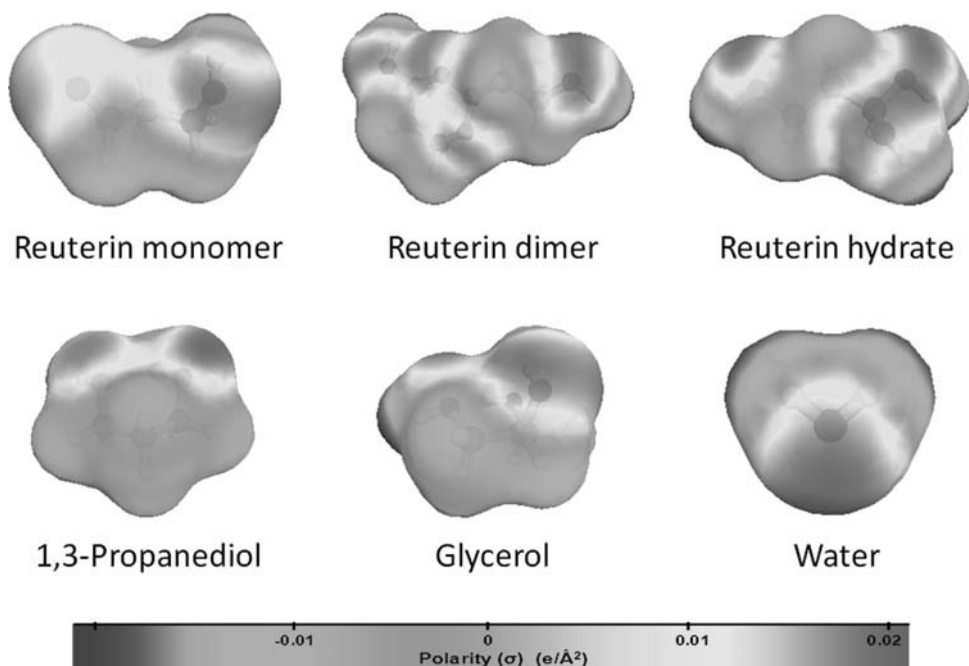 Reuterin monomer Reuterin dimer Reuterin hydrate
1,3-Propanediol Glycerol Water
-0.01 0 0.01 0.02
Polarity (σ) (e/Å²)